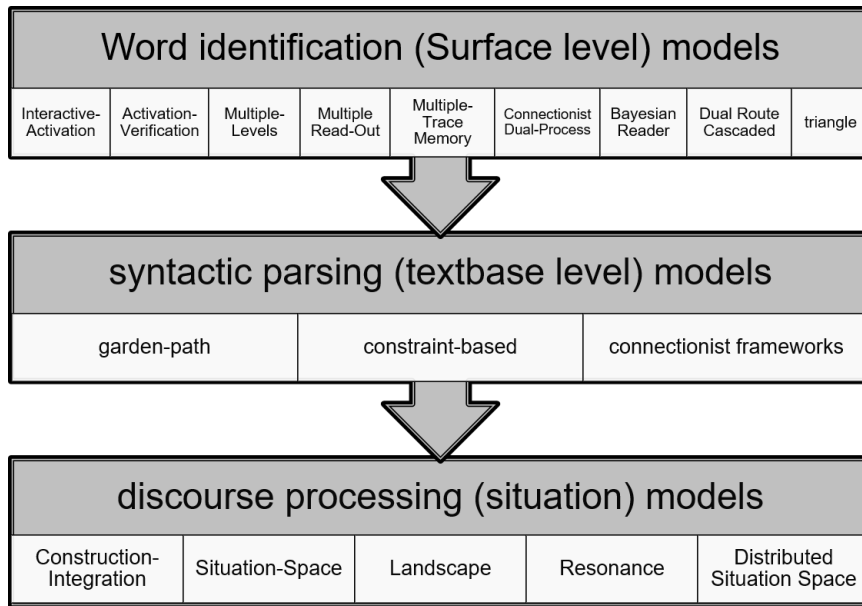 Word identification (Surface level) models
Interactive-
Activation
Activation-
Verification
Multiple-
Levels
Multiple
Read-Out
Multiple-
Trace
Memory
Connectionist
Dual-Process
Bayesian
Reader
Dual Route
Cascaded
triangle
syntactic parsing (textbase level) models
garden-path
constraint-based
connectionist frameworks
discourse processing (situation) models
Construction-
Integration
Situation-Space
Landscape
Resonance
Distributed
Situation Space